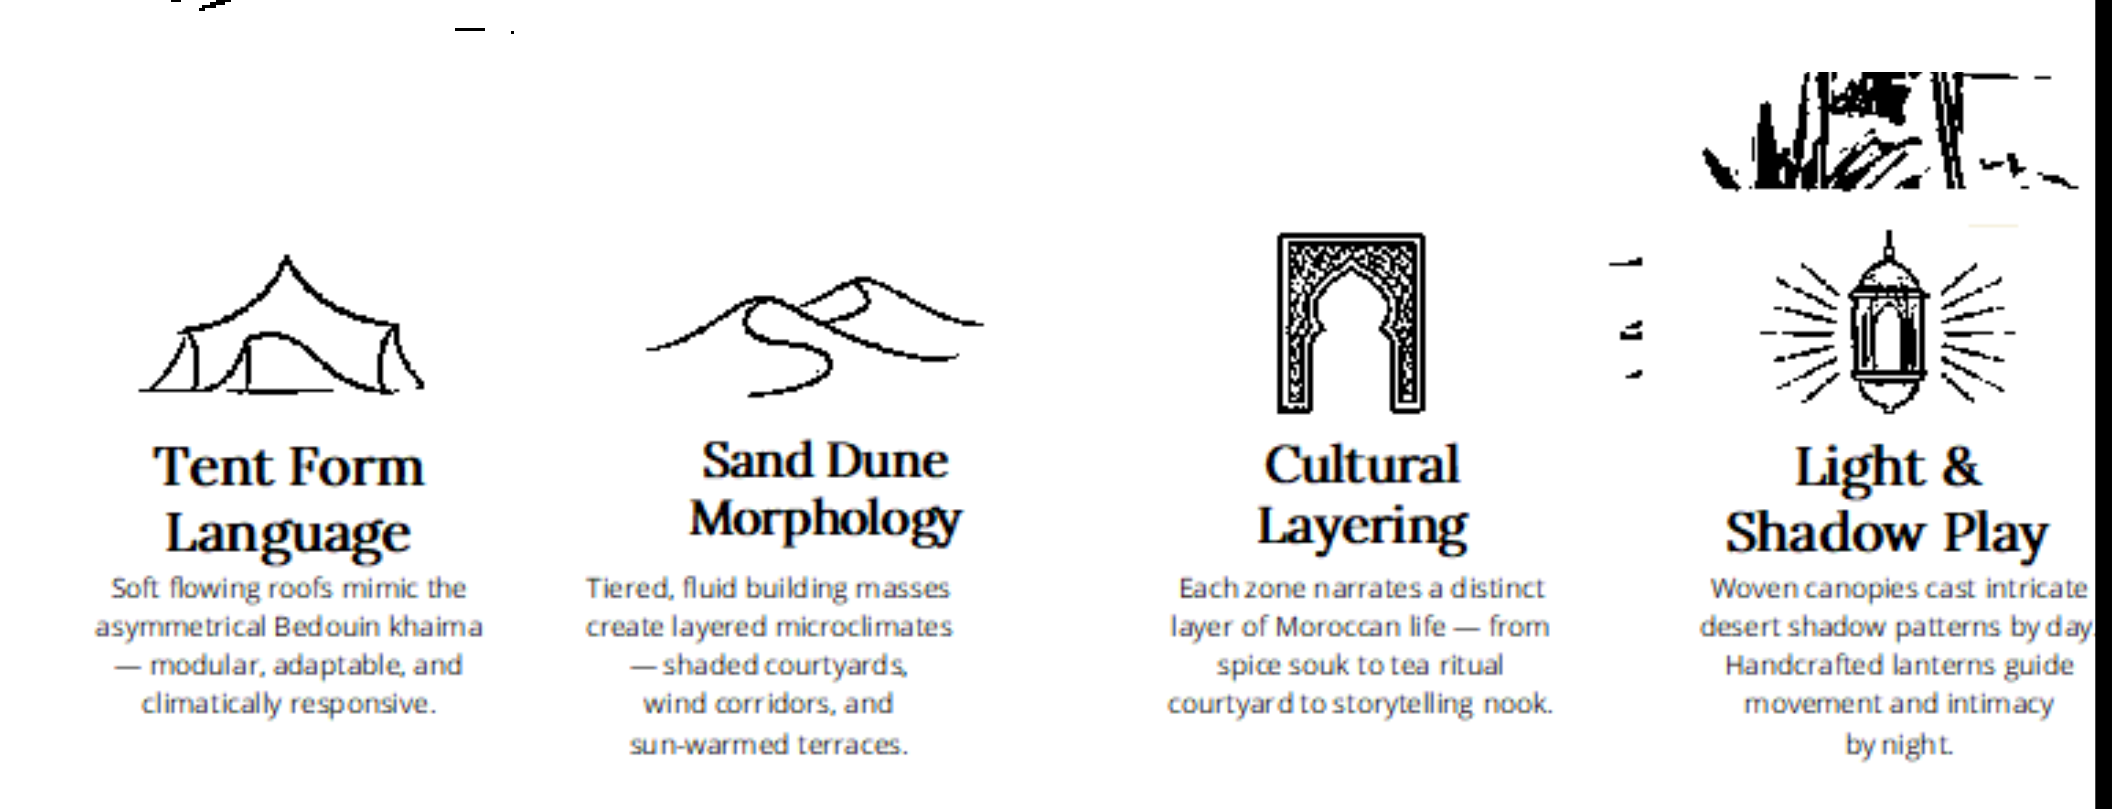 Tent Form
Language
Soft flowing roofs mimic the
asymmetrical Bedouin khaima
— modular, adaptable, and
climatically responsive.
Sand Dune
Morphology
Tiered, fluid building masses
create layered microclimates
— shaded courtyards,
wind corridors, and
sun-warmed terraces.
Cultural
Layering
Each zone narrates a distinct
layer of Moroccan life — from
spice souk to tea ritual
courtyard to storytelling nook.
Light &
Shadow Play
Woven canopies cast intricate
desert shadow patterns by day.
Handcrafted lanterns guide
movement and intimacy
by night.